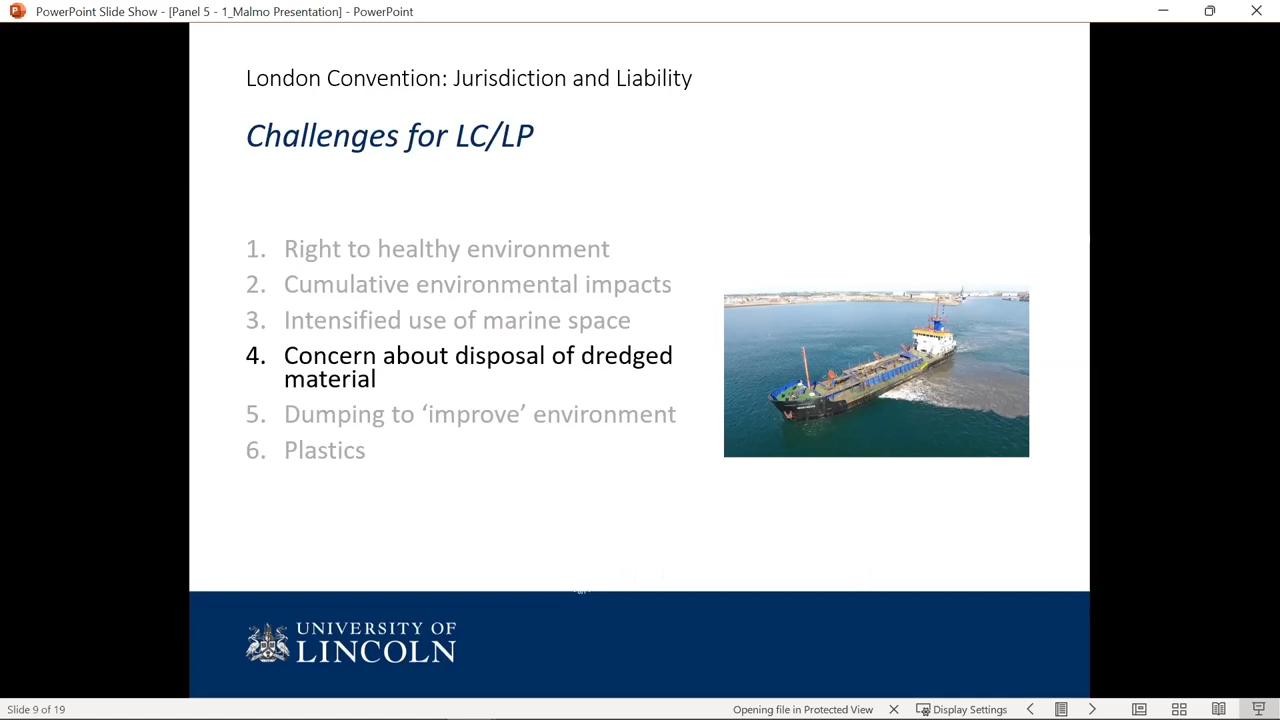 PowerPoint Slide Show - [Panel 5 - 1_Malmo Presentation] - PowerPoint
London Convention: Jurisdiction and Liability
Challenges for LC/LP
1. Right to healthy environment
2. Cumulative environmental impacts
3. Intensified use of marine space
4. Concern about disposal of dredged
material
5. Dumping to ‘improve’ environment
6. Plastics
UNIVERSITY OF
LINCOLN
Slide 9 of 19
Opening file in Protected View
Display Settings